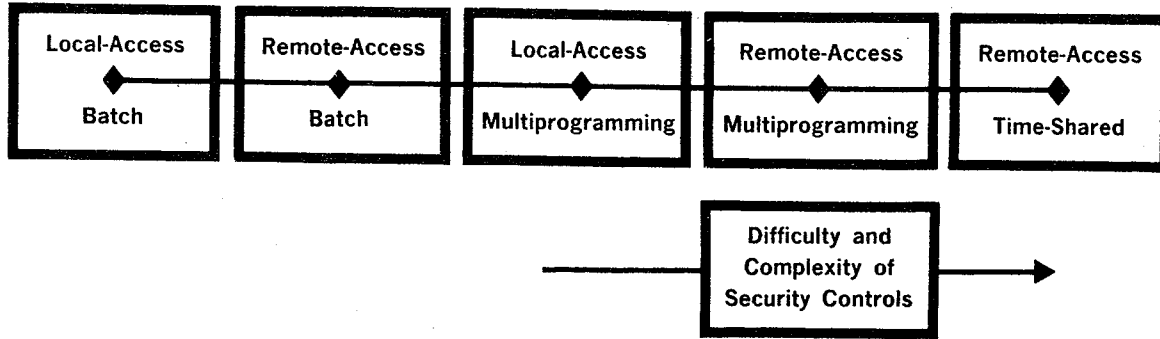 Local-Access
Batch
Remote-Access
Batch
Local-Access
Multiprogramming
Remote-Access
Multiprogramming
Remote-Access
Time-Shared
Difficulty and
Complexity of
Security Controls